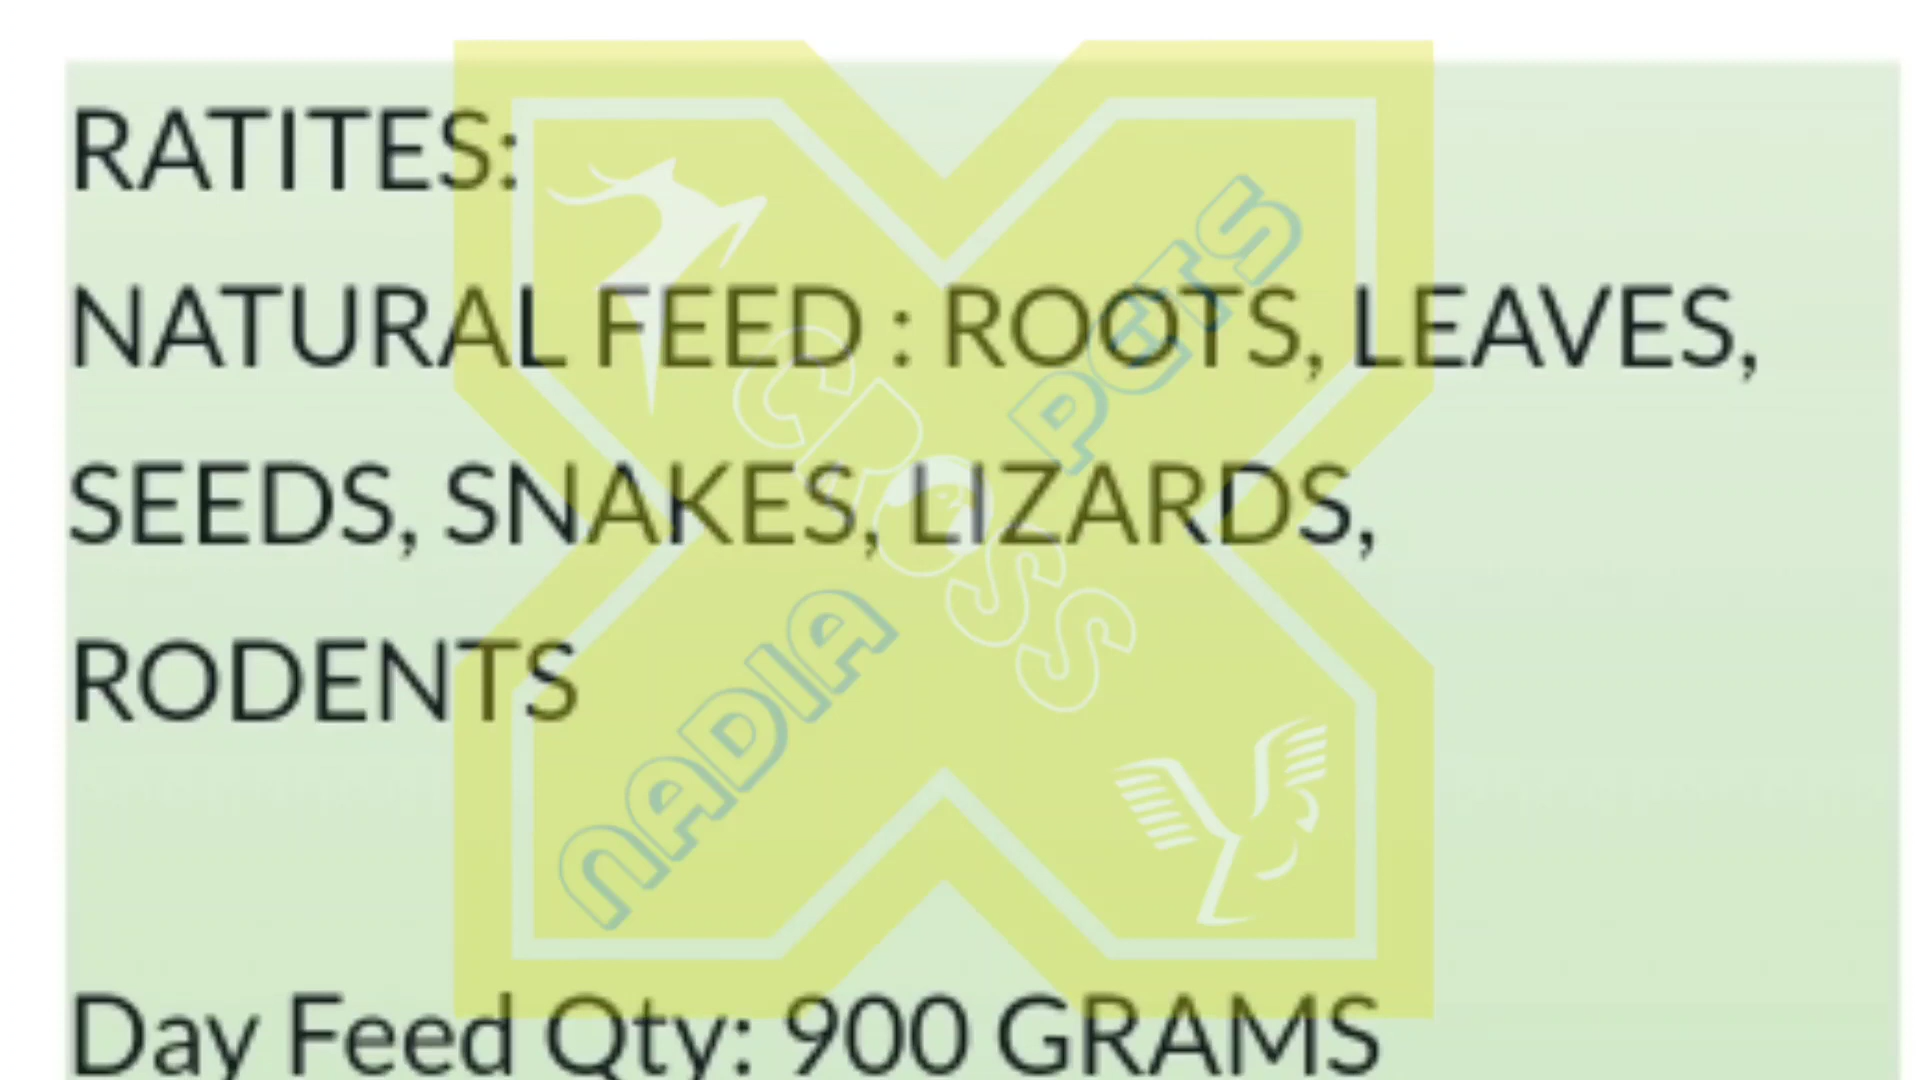 RATITES:
NATURAL FEED : ROOTS, LEAVES,
SEEDS, SNAKES, LIZARDS,
RODENTS
Day Feed Qty: 900 GRAMS
NADIA PETS
CROSS